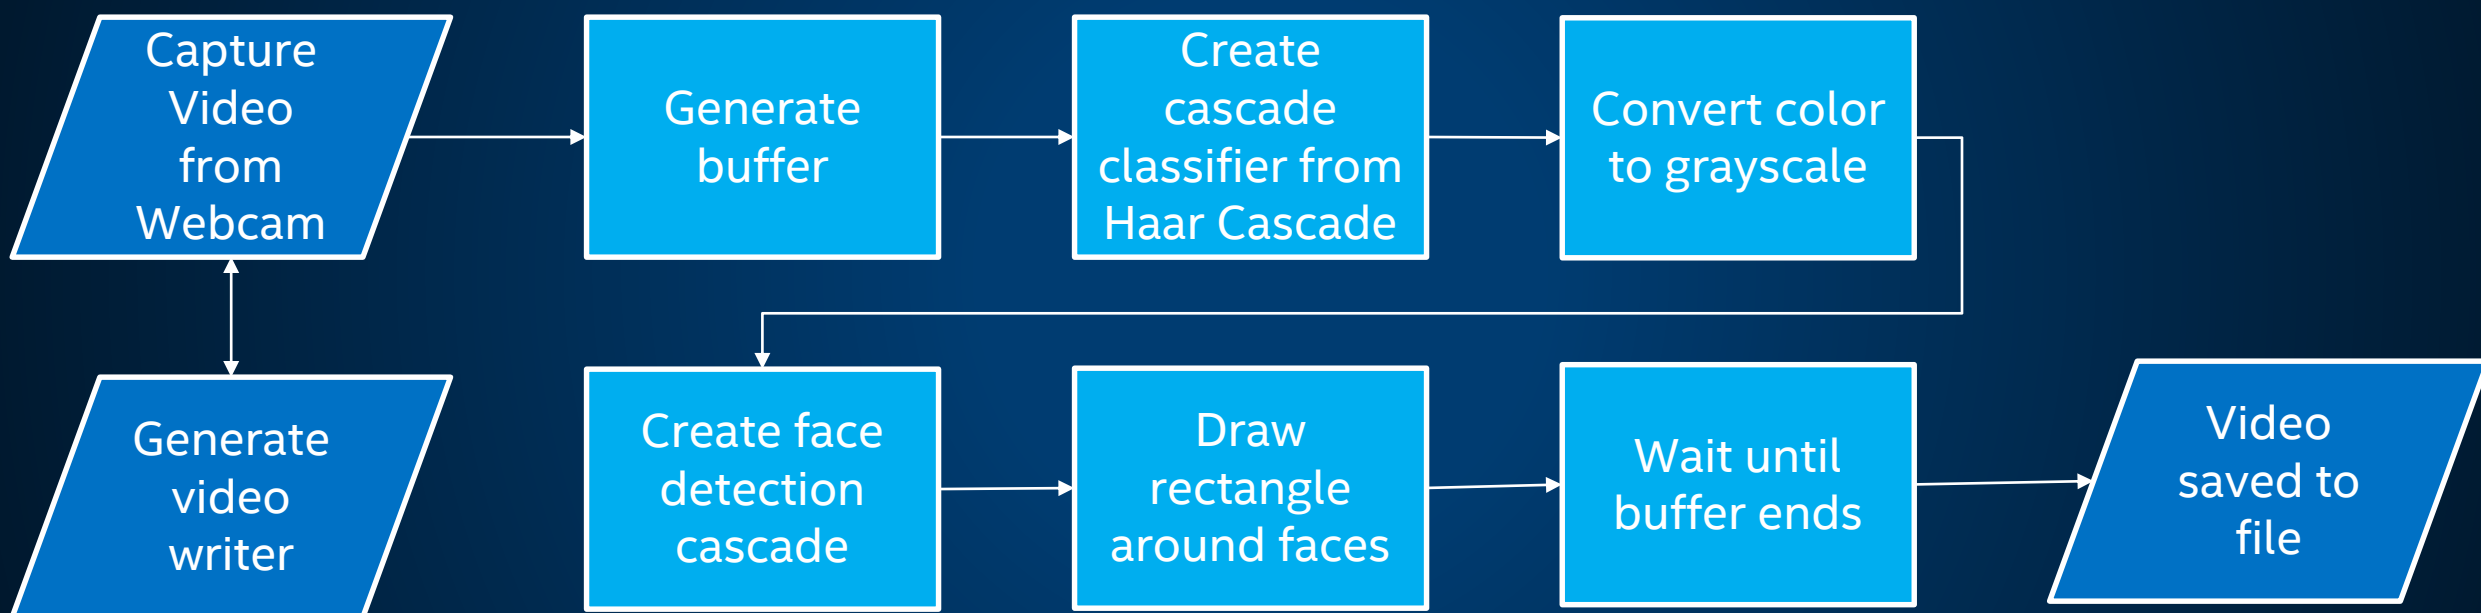 Capture
Video
from
Webcam
Generate
buffer
Create
cascade
classifier from
Haar Cascade
Convert color
to grayscale
Generate
video
writer
Create face
detection
cascade
Draw
rectangle
around faces
Wait until
buffer ends
Video
saved to
file